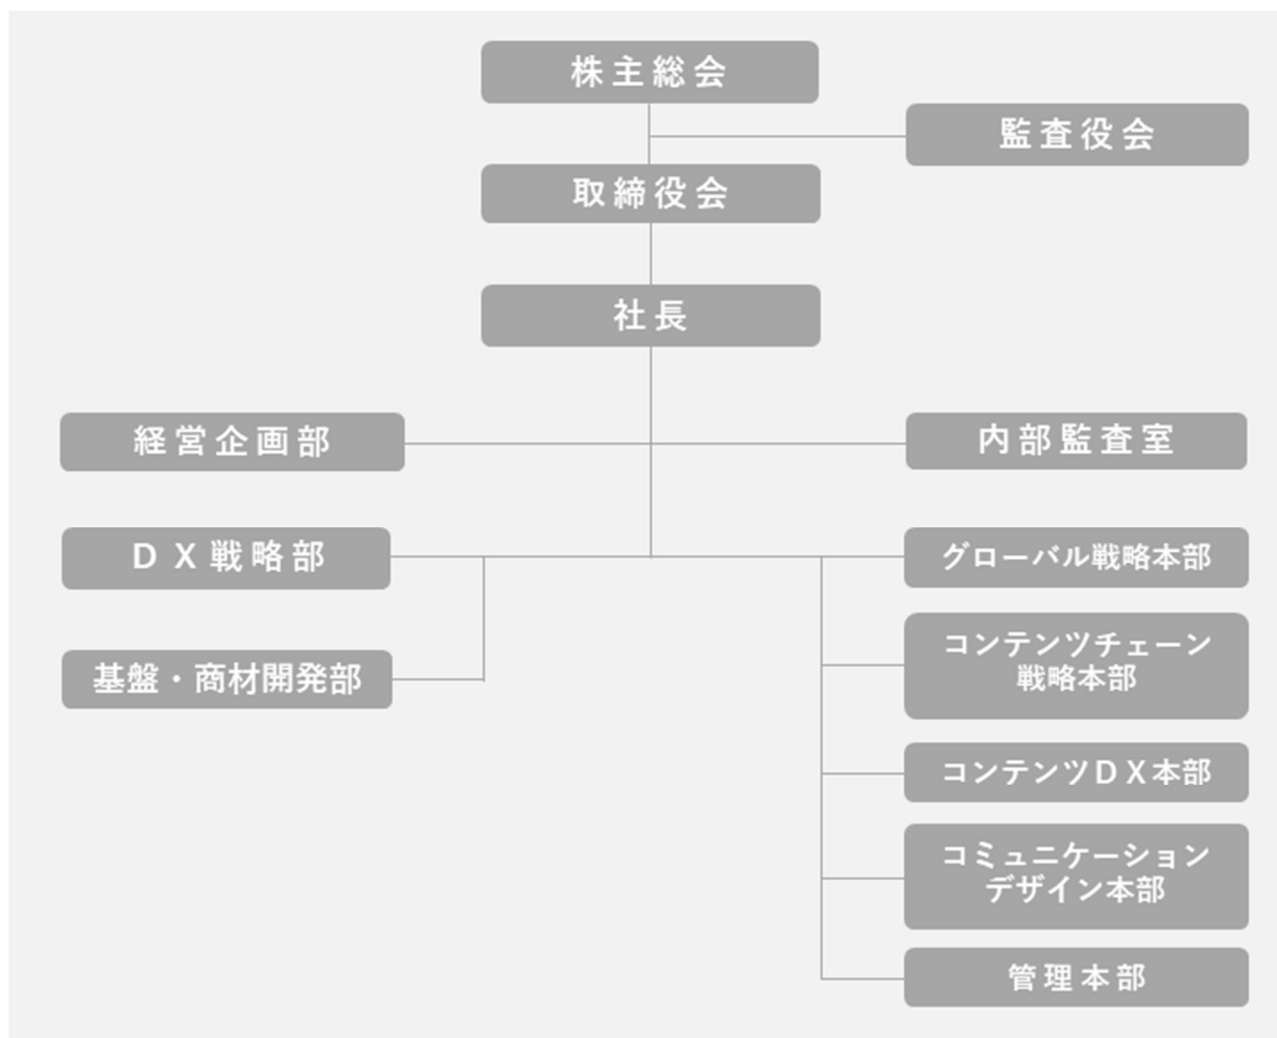 株主総会
監査役会
取締役会
社長
経営企画部
内部監査室
ＤＸ戦略部
グローバル戦略本部
基盤・商材開発部
コンテンツチェーン
戦略本部
コンテンツＤＸ本部
コミュニケーション
デザイン本部
管理本部